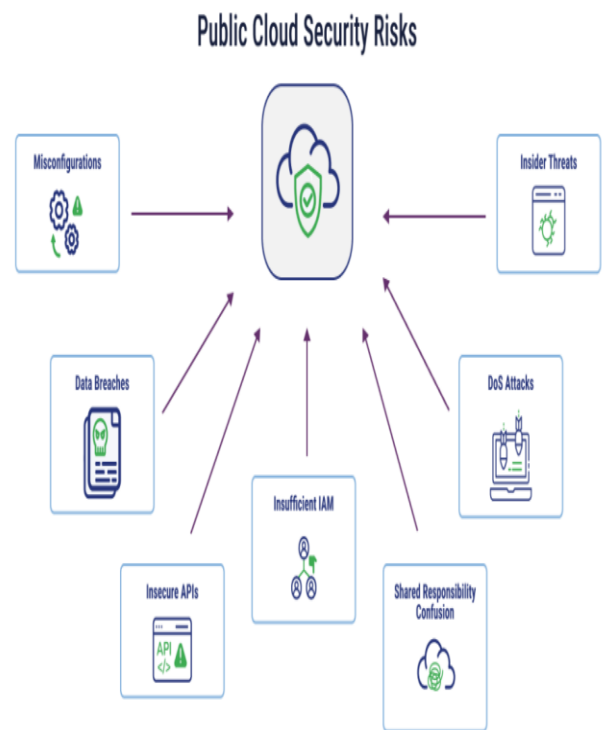 Public Cloud Security Risks
Misconfigurations
Insider Threats
Data Breaches
DoS Attacks
Insufficient IAM
Insecure APIs
API
</>
Shared Responsibility
Confusion